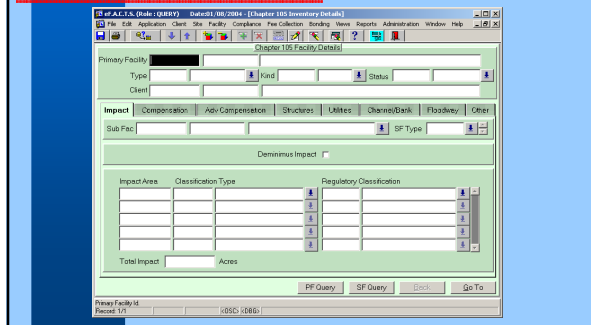 eF.A.C.T.S. (Role : QUERY) Date:01/08/2004 - [Chapter 105 Inventory Details]
File Edit Application Client Site Facility Compliance Fee Collection Bonding Views Reports Administration Window Help
Chapter 105 Facility Details
Primary Facility
Type Kind Status
Client
Impact Compensation Adv Compensation Structures Utilities Channel/Bank Floodway Other
Sub Fac SF Type
Deminimus Impact
Impact Area Classification Type Regulatory Classification
Total Impact Acres
PF Query SF Query Back Go To
Primary Facility Id.
Record: 1/1 <OSC> <DBG>